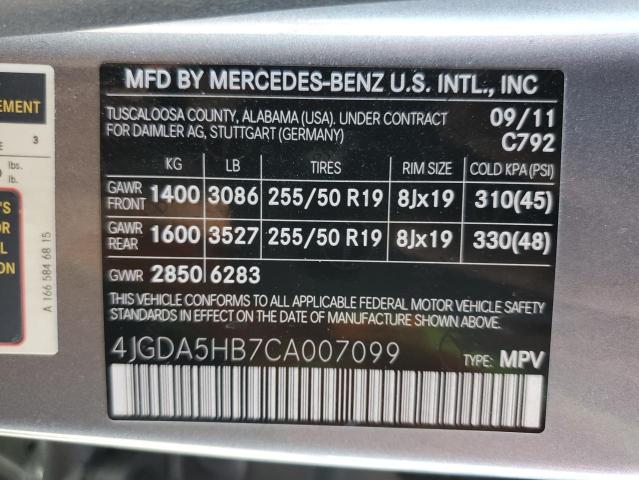 EMENT
3
lbs.
lb.
'S
AL
ION
A 166 584 68 15
MFD BY MERCEDES-BENZ U.S. INTL., INC
TUSCALOOSA COUNTY, ALABAMA (USA). UNDER CONTRACT 09/11
FOR DAIMLER AG, STUTTGART (GERMANY) C792
KG LB TIRES RIM SIZE COLD KPA (PSI)
GAWR FRONT 1400 3086 255/50 R19 8Jx19 310(45)
GAWR REAR 1600 3527 255/50 R19 8Jx19 330(48)
GVWR 2850 6283
THIS VEHICLE CONFORMS TO ALL APPLICABLE FEDERAL MOTOR VEHICLE SAFETY
STANDARDS IN EFFECT ON THE DATE OF MANUFACTURE SHOWN ABOVE.
4JGDA5HB7CA007099 TYPE: MPV